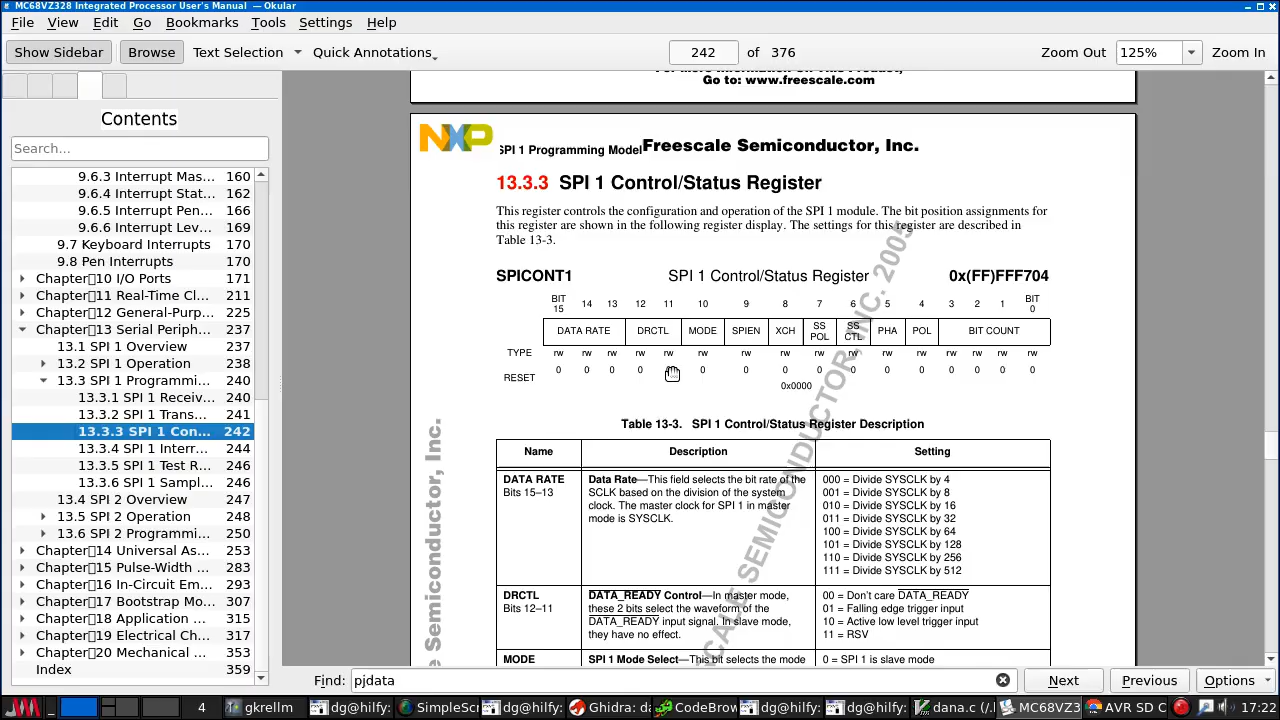 MC68VZ328 Integrated Processor User's Manual — Okular
File View Edit Go Bookmarks Tools Settings Help
Show Sidebar Browse Text Selection Quick Annotations 242 of 376 Zoom Out 125% Zoom In
Contents
Search...
9.6.3 Interrupt Mas... 160
9.6.4 Interrupt Stat... 162
9.6.5 Interrupt Pen... 166
9.6.6 Interrupt Lev... 169
9.7 Keyboard Interrupts 170
9.8 Pen Interrupts 170
Chapter 10 I/O Ports 171
Chapter 11 Real-Time Cl... 211
Chapter 12 General-Purp... 225
Chapter 13 Serial Periph... 237
13.1 SPI 1 Overview 237
13.2 SPI 1 Operation 238
13.3 SPI 1 Programmi... 240
13.3.1 SPI 1 Receiv... 240
13.3.2 SPI 1 Trans... 241
13.3.3 SPI 1 Con... 242
13.3.4 SPI 1 Interr... 244
13.3.5 SPI 1 Test R... 246
13.3.6 SPI 1 Sampl... 246
13.4 SPI 2 Overview 247
13.5 SPI 2 Operation 248
13.6 SPI 2 Programmi... 250
Chapter 14 Universal As... 253
Chapter 15 Pulse-Width ... 283
Chapter 16 In-Circuit Em... 293
Chapter 17 Bootstrap Mo... 307
Chapter 18 Application ... 315
Chapter 19 Electrical Ch... 317
Chapter 20 Mechanical ... 353
Index 359
Go to: www.freescale.com
NXP
SPI 1 Programming Model Freescale Semiconductor, Inc.
13.3.3 SPI 1 Control/Status Register
This register controls the configuration and operation of the SPI 1 module. The bit position assignments for
this register are shown in the following register display. The settings for this register are described in
Table 13-3.
SPICONT1 SPI 1 Control/Status Register 0x(FF)FFF704
BIT 15 14 13 12 11 10 9 8 7 6 5 4 3 2 1 BIT 0
DATA RATE DRCTL MODE SPIEN XCH SS POL SS CTL PHA POL BIT COUNT
TYPE rw rw rw rw rw rw rw rw rw rw rw rw rw rw rw rw
RESET 0 0 0 0 0 0 0 0 0 0 0 0 0 0 0 0
0x0000
Table 13-3. SPI 1 Control/Status Register Description
Name Description Setting
DATA RATE
Bits 15–13
Data Rate—This field selects the bit rate of the
SCLK based on the division of the system
clock. The master clock for SPI 1 in master
mode is SYSCLK.
000 = Divide SYSCLK by 4
001 = Divide SYSCLK by 8
010 = Divide SYSCLK by 16
011 = Divide SYSCLK by 32
100 = Divide SYSCLK by 64
101 = Divide SYSCLK by 128
110 = Divide SYSCLK by 256
111 = Divide SYSCLK by 512
DRCTL
Bits 12–11
DATA_READY Control—In master mode,
these 2 bits select the waveform of the
DATA_READY input signal. In slave mode,
they have no effect.
00 = Don't care DATA_READY
01 = Falling edge trigger input
10 = Active low level trigger input
11 = RSV
MODE SPI 1 Mode Select—This bit selects the mode 0 = SPI 1 is slave mode
e Semiconductor, Inc.
CALE SEMICONDUCTOR, INC. 2005
Find: pjdata Next Previous Options
4 gkrellm dg@hilfy: SimpleScr dg@hilfy: Ghidra: da CodeBrow dg@hilfy: dg@hilfy: dana.c (/. MC68VZ3 AVR SD C 17:22